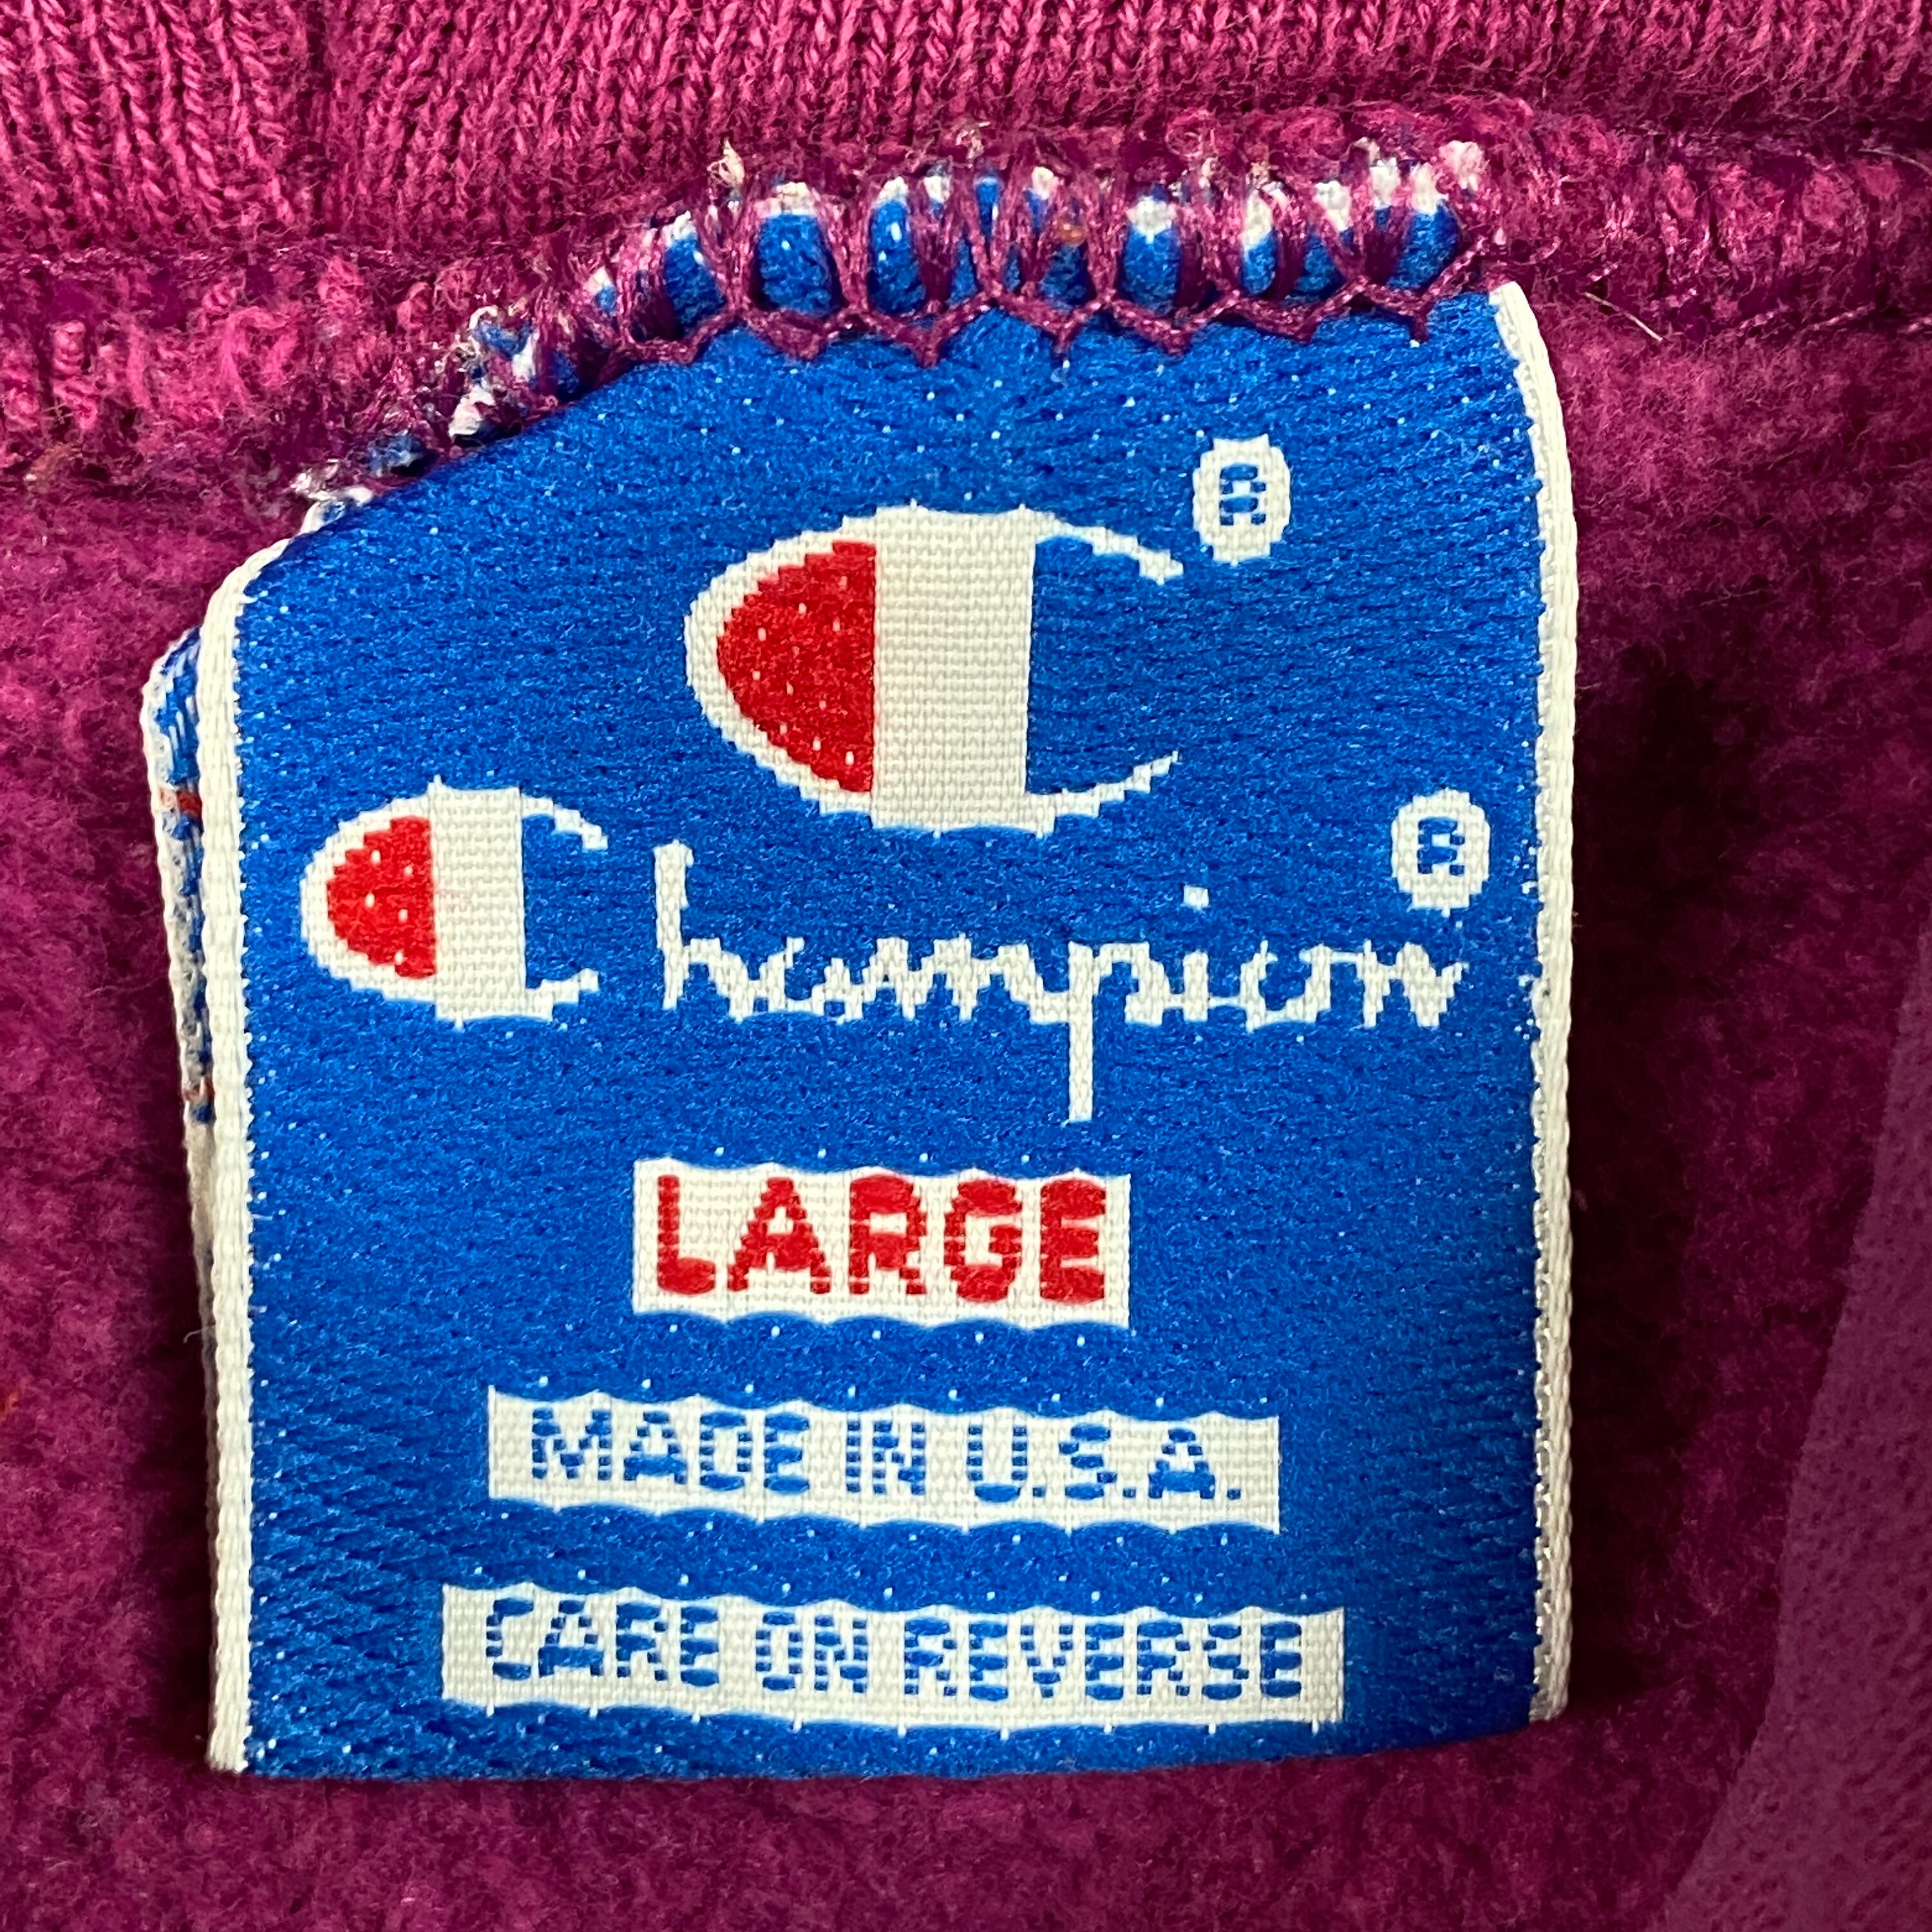 C®
Champion®
LARGE
MADE IN U.S.A.
CARE ON REVERSE